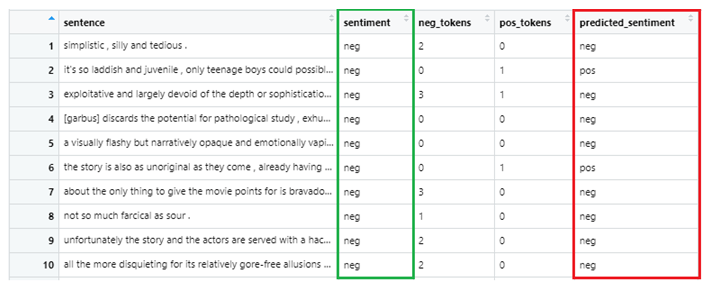 sentence sentiment neg_tokens pos_tokens predicted_sentiment
1 simplistic , silly and tedious . neg 2 0 neg
2 it's so laddish and juvenile , only teenage boys could possibl... neg 0 1 pos
3 exploitative and largely devoid of the depth or sophisticatio... neg 3 1 neg
4 [garbus] discards the potential for pathological study , exhu... neg 0 0 neg
5 a visually flashy but narratively opaque and emotionally vapi... neg 0 0 neg
6 the story is also as unoriginal as they come , already having ... neg 0 1 pos
7 about the only thing to give the movie points for is bravado... neg 3 0 neg
8 not so much farcical as sour . neg 1 0 neg
9 unfortunately the story and the actors are served with a hac... neg 2 0 neg
10 all the more disquieting for its relatively gore-free allusions ... neg 2 0 neg